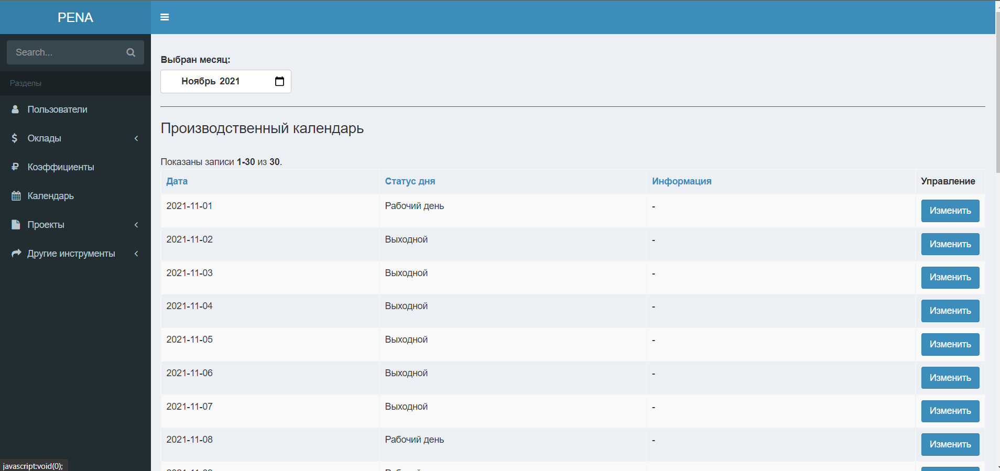 PENA
Search...
Разделы
Пользователи
Оклады
Коэффициенты
Календарь
Проекты
Другие инструменты
Выбран месяц:
Ноябрь 2021
Производственный календарь
Показаны записи 1-30 из 30.
Дата Статус дня Информация Управление
2021-11-01 Рабочий день - Изменить
2021-11-02 Выходной - Изменить
2021-11-03 Выходной - Изменить
2021-11-04 Выходной - Изменить
2021-11-05 Выходной - Изменить
2021-11-06 Выходной - Изменить
2021-11-07 Выходной - Изменить
2021-11-08 Рабочий день - Изменить
javascript:void(0);